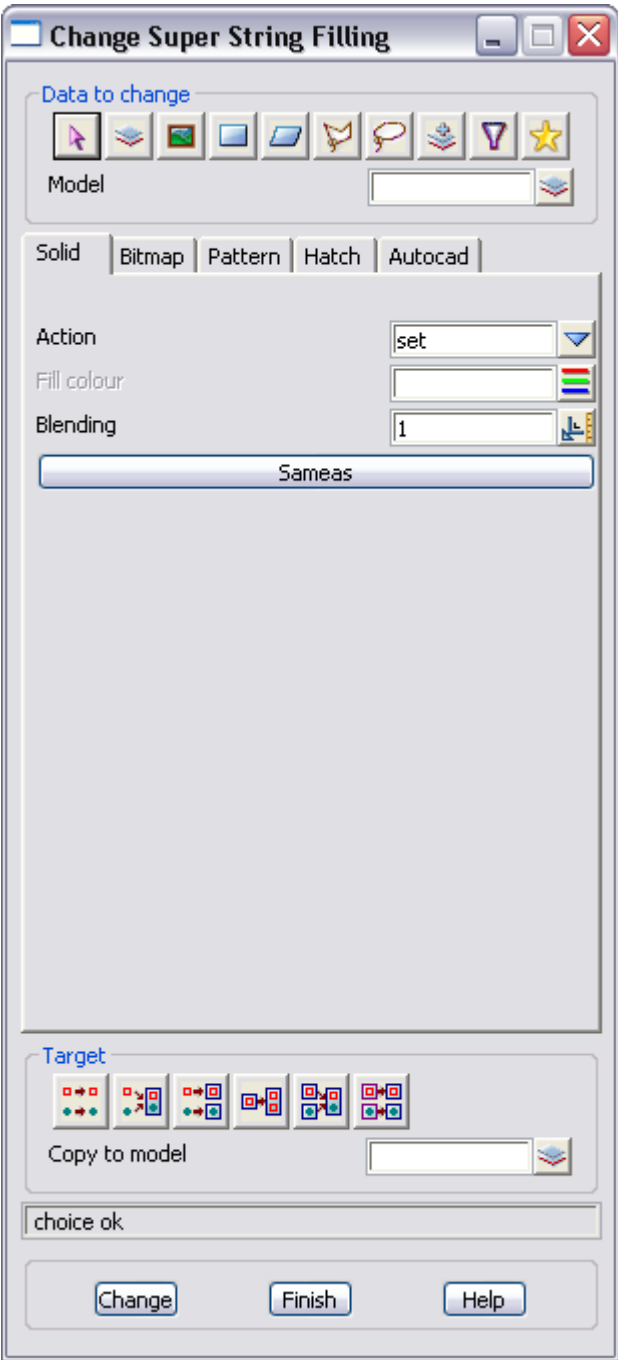 Change Super String Filling
Data to change
Model
Solid Bitmap Pattern Hatch Autocad
Action set
Fill colour
Blending 1
Sameas
Target
Copy to model
choice ok
Change Finish Help